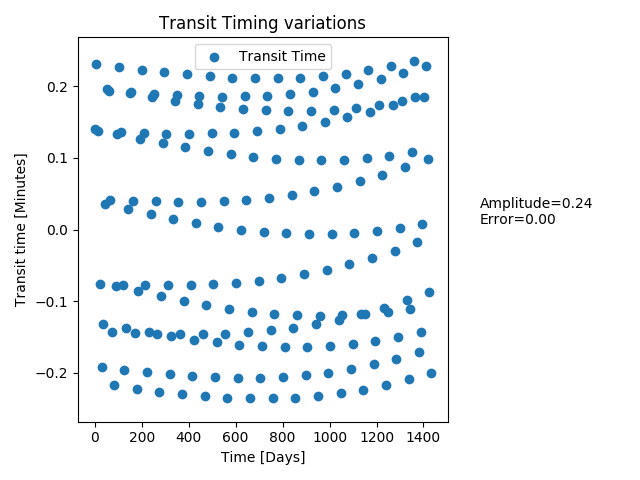 Transit Timing variations
Transit Time
Transit time [Minutes]
0.2
0.1
0.0
−0.1
−0.2
0 200 400 600 800 1000 1200 1400
Time [Days]
Amplitude=0.24
Error=0.00